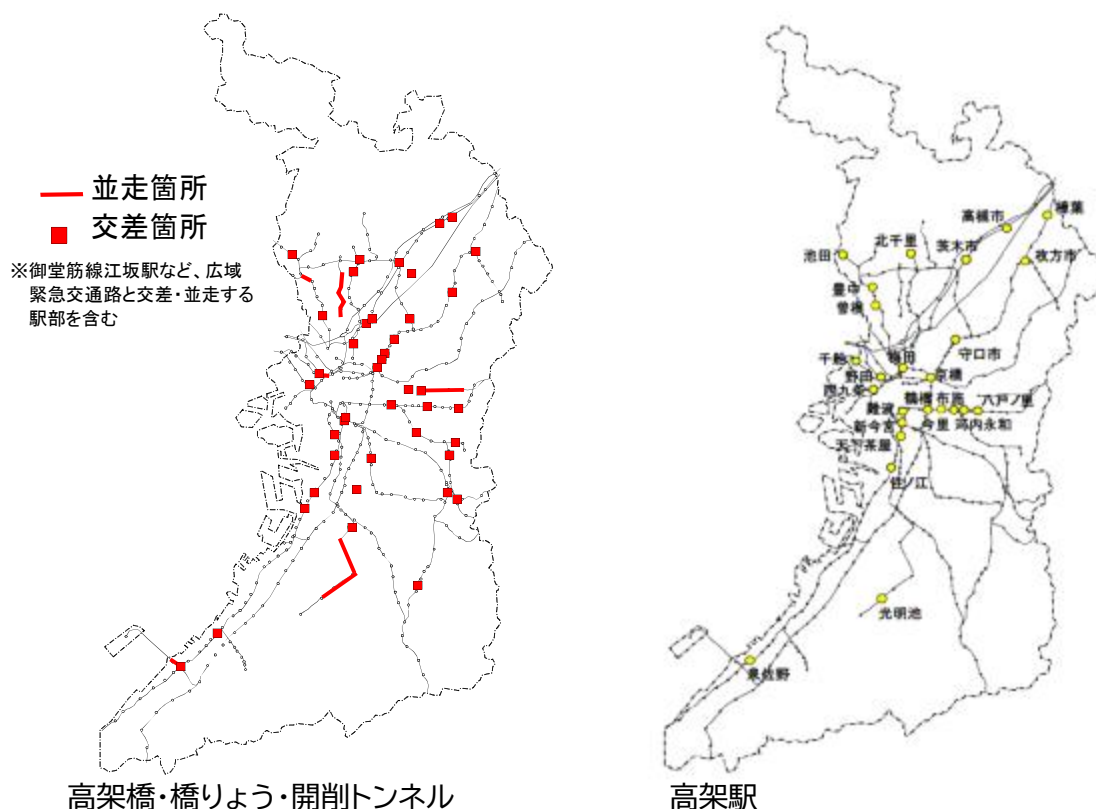 並走箇所
交差箇所
※御堂筋線江坂駅など、広域
緊急交通路と交差・並走する
駅部を含む
高架橋・橋りょう・開削トンネル
高槻市
樟葉
北千里
茨木市
池田
枚方市
豊中
曽根
守口市
千船
梅田
野田
京橋
西九条
鶴橋
布施
八戸ノ里
難波
新今宮
今里
河内永和
天下茶屋
住ノ江
光明池
泉佐野
高架駅